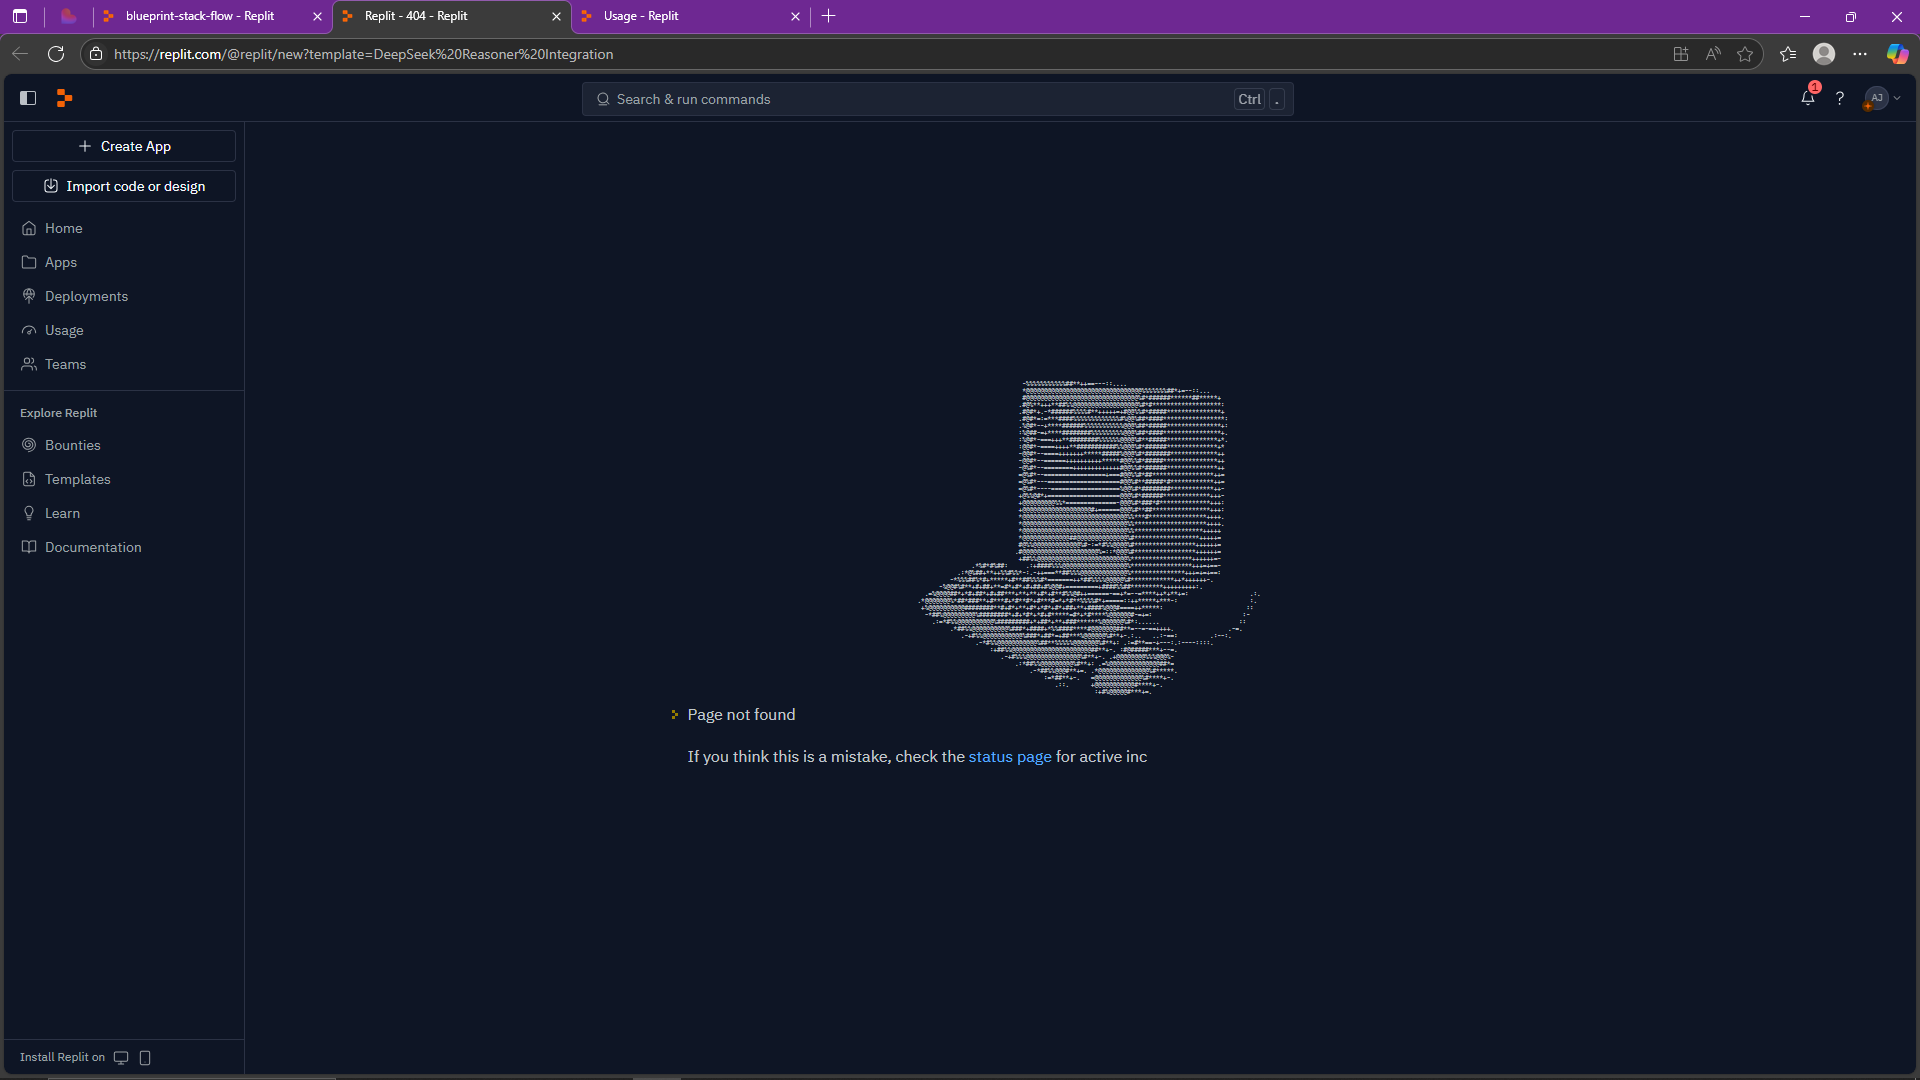 blueprint-stack-flow - Replit
Replit - 404 - Replit
Usage - Replit
https://replit.com/@replit/new?template=DeepSeek%20Reasoner%20Integration
Search & run commands
Ctrl .
1
?
AJ
Create App
Import code or design
Home
Apps
Deployments
Usage
Teams
Explore Replit
Bounties
Templates
Learn
Documentation
Page not found
If you think this is a mistake, check the status page for active inc
Install Replit on